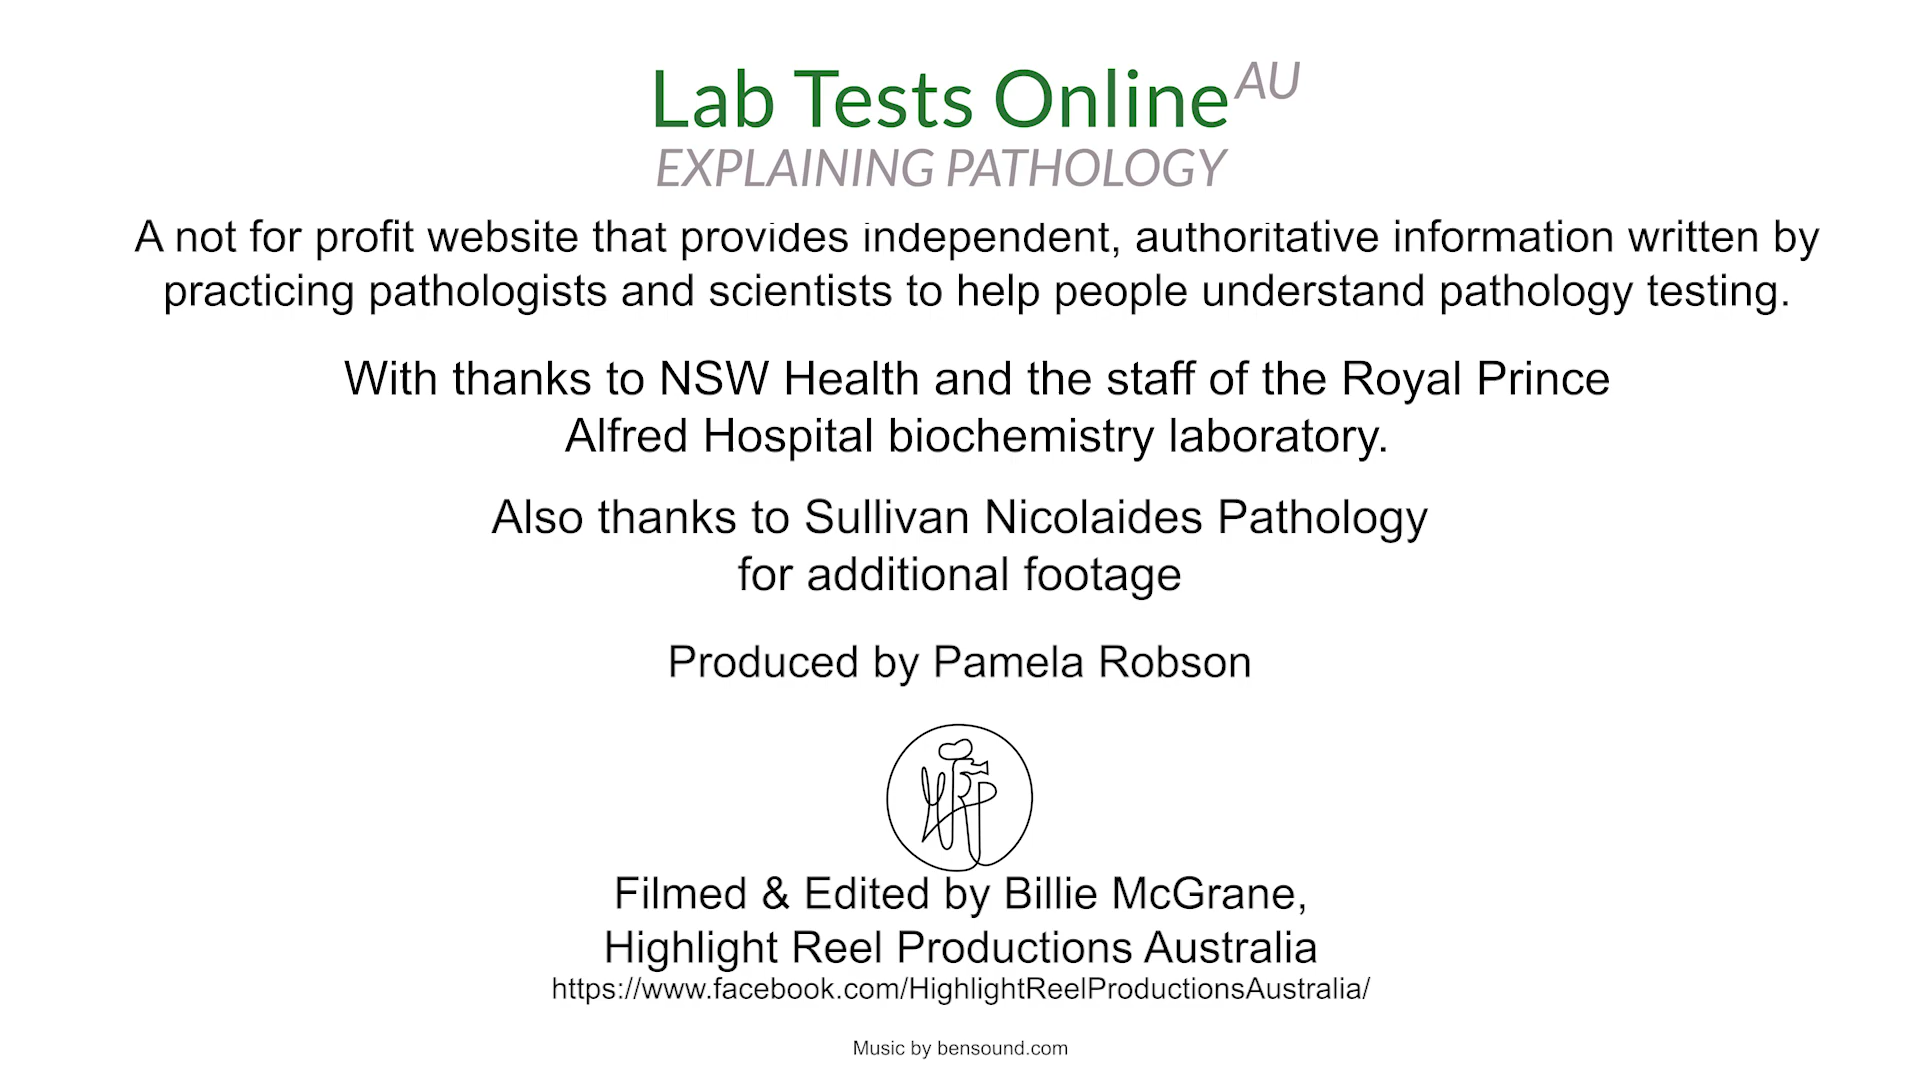 Lab Tests Online AU
EXPLAINING PATHOLOGY
A not for profit website that provides independent, authoritative information written by
practicing pathologists and scientists to help people understand pathology testing.
With thanks to NSW Health and the staff of the Royal Prince
Alfred Hospital biochemistry laboratory.
Also thanks to Sullivan Nicolaides Pathology
for additional footage
Produced by Pamela Robson
Filmed & Edited by Billie McGrane,
Highlight Reel Productions Australia
https://www.facebook.com/HighlightReelProductionsAustralia/
Music by bensound.com